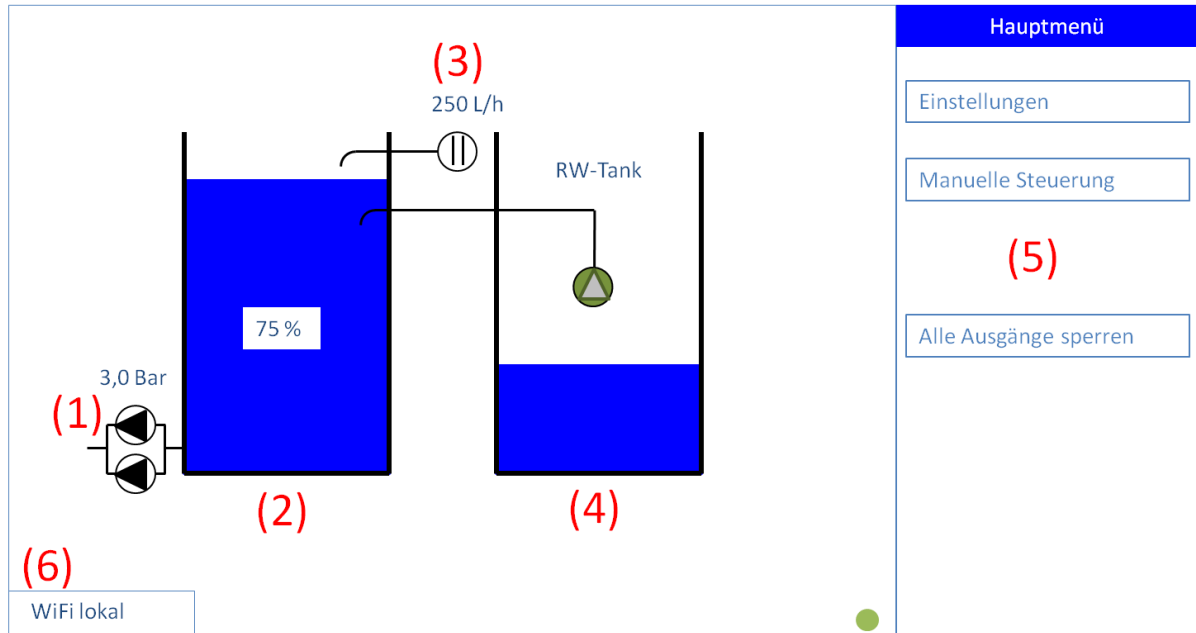 (3)
250 L/h
RW-Tank
75 %
3,0 Bar
(1)
(2)
(4)
(6)
WiFi lokal
Hauptmenü
Einstellungen
Manuelle Steuerung
(5)
Alle Ausgänge sperren